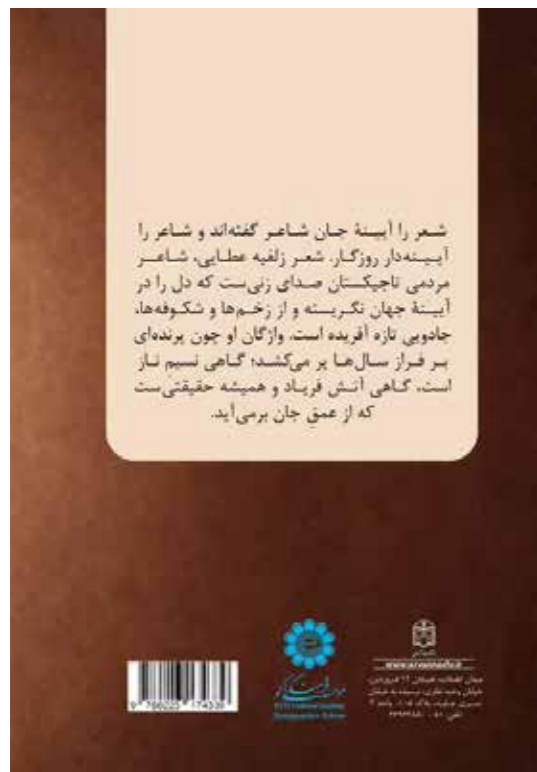 شعر را آیینهٔ جان شاعر گفته‌اند و شاعر را
آیینه‌دار روزگار. شعر زلفیه عطایی، شاعر
مردمی تاجیکستان صدای زنی‌ست که دل را در
آیینهٔ جهان نگریسته و از زخم‌ها و شکوفه‌ها،
جادویی تازه آفریده است. واژگان او چون پرنده‌ای
بر فراز سال‌ها پر می‌کشد؛ گاهی نسیم ناز
است، گاهی آتش فریاد و همیشه حقیقتی‌ست
که از عمقِ جان برمی‌آید.